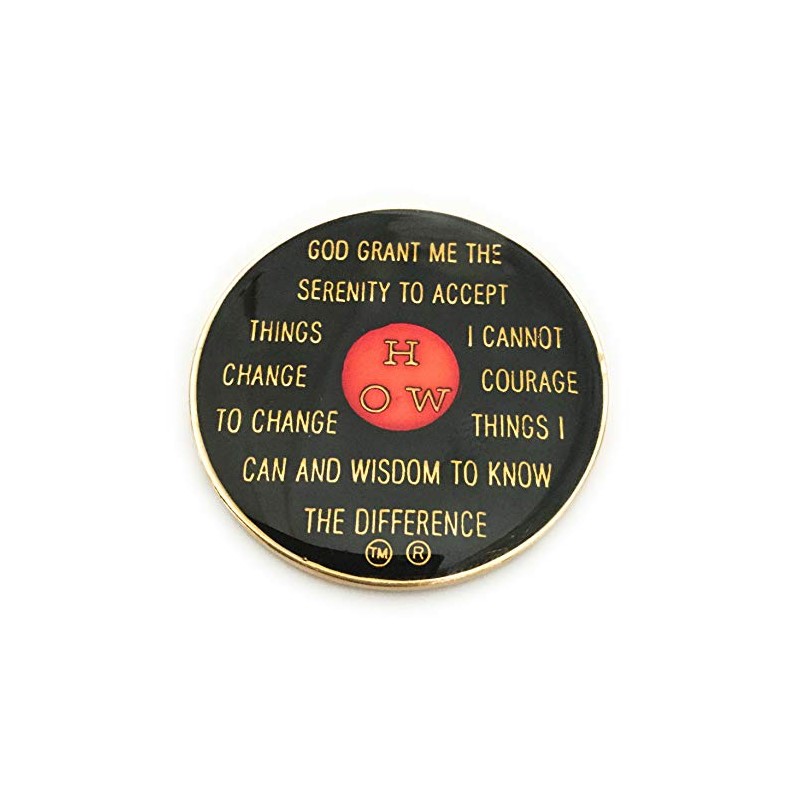 GOD GRANT ME THE
SERENITY TO ACCEPT
THINGS I CANNOT
CHANGE COURAGE
TO CHANGE THINGS I
CAN AND WISDOM TO KNOW
THE DIFFERENCE
H
O W
TM R